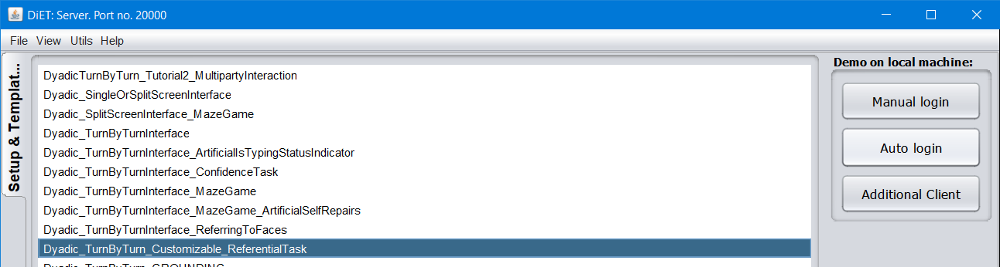 DiET: Server. Port no. 20000
File View Utils Help
Setup & Templat...
DyadicTurnByTurn_Tutorial2_MultipartyInteraction
Dyadic_SingleOrSplitScreenInterface
Dyadic_SplitScreenInterface_MazeGame
Dyadic_TurnByTurnInterface
Dyadic_TurnByTurnInterface_ArtificialIsTypingStatusIndicator
Dyadic_TurnByTurnInterface_ConfidenceTask
Dyadic_TurnByTurnInterface_MazeGame
Dyadic_TurnByTurnInterface_MazeGame_ArtificialSelfRepairs
Dyadic_TurnByTurnInterface_ReferringToFaces
Dyadic_TurnByTurn_Customizable_ReferentialTask
Dyadic_TurnByTurn_GROUNDING
Demo on local machine:
Manual login
Auto login
Additional Client